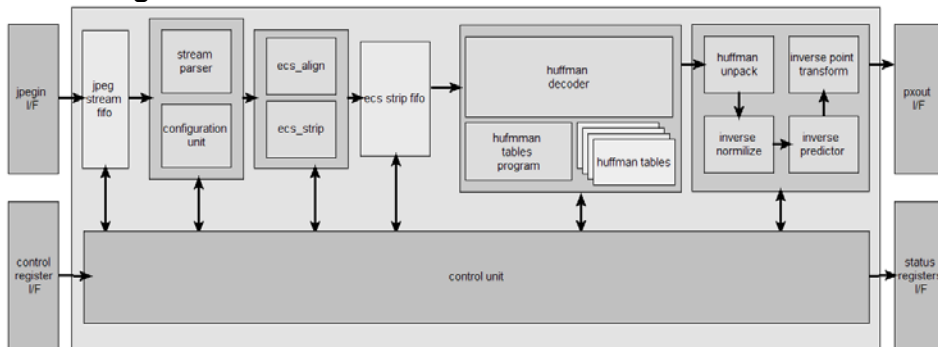 jpegin
I/F
jpeg
stream
fifo
stream
parser
configuration
unit
ecs_align
ecs_strip
ecs strip fifo
huffman
decoder
hufmman
tables
program
huffman tables
huffman
unpack
inverse point
transform
inverse
normilize
inverse
predictor
pxout
I/F
control
register
I/F
control unit
status
registers
I/F